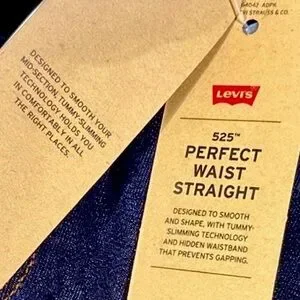 DESIGNED TO SMOOTH YOUR
MID-SECTION, TUMMY-SLIMMING
TECHNOLOGY HOLDS YOU
IN COMFORTABLY IN ALL
THE RIGHT PLACES.
STRAUSS & CO.
Levi's
525™
PERFECT
WAIST
STRAIGHT
DESIGNED TO SMOOTH
AND SHAPE, WITH TUMMY-
SLIMMING TECHNOLOGY
AND HIDDEN WAISTBAND
THAT PREVENTS GAPPING.